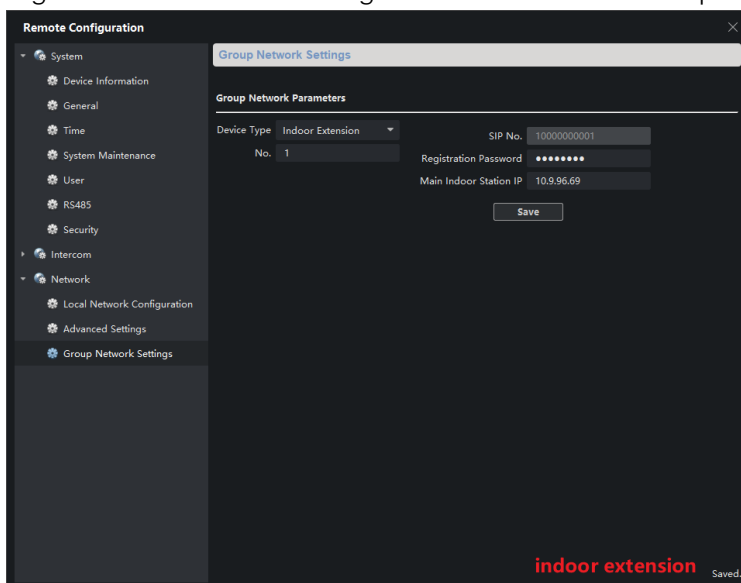 Remote Configuration
System
Device Information
General
Time
System Maintenance
User
RS485
Security
Intercom
Network
Local Network Configuration
Advanced Settings
Group Network Settings
Group Network Settings
Group Network Parameters
Device Type Indoor Extension
No. 1
SIP No. 10000000001
Registration Password ●●●●●●●●
Main Indoor Station IP 10.9.96.69
Save
indoor extension
Saved.